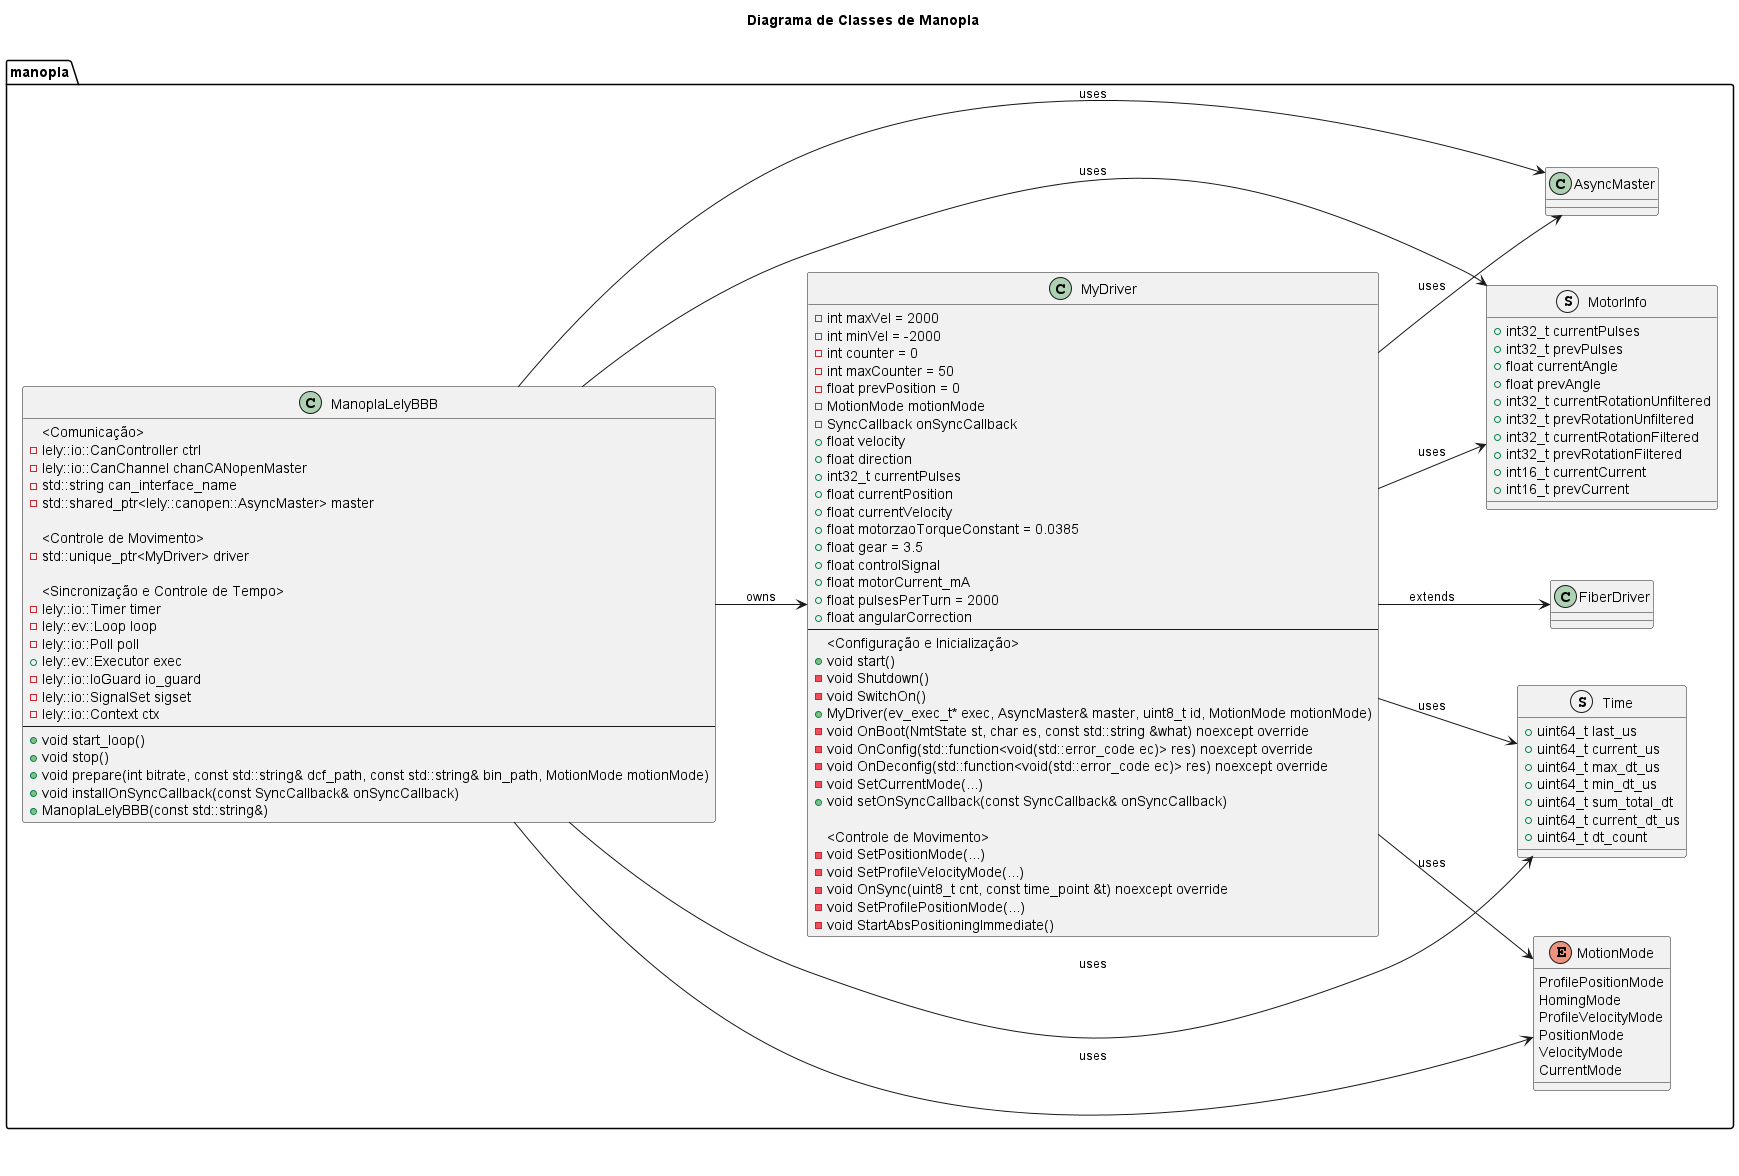 Diagrama de Classes de Manopla
manopla
ManoplaLelyBBB
<Comunicação>
lely::io::CanController ctrl
lely::io::CanChannel chanCANopenMaster
std::string can_interface_name
std::shared_ptr<lely::canopen::AsyncMaster> master
<Controle de Movimento>
std::unique_ptr<MyDriver> driver
<Sincronização e Controle de Tempo>
lely::io::Timer timer
lely::ev::Loop loop
lely::io::Poll poll
lely::ev::Executor exec
lely::io::IoGuard io_guard
lely::io::SignalSet sigset
lely::io::Context ctx
void start_loop()
void stop()
void prepare(int bitrate, const std::string& dcf_path, const std::string& bin_path, MotionMode motionMode)
void installOnSyncCallback(const SyncCallback& onSyncCallback)
ManoplaLelyBBB(const std::string&)
uses
uses
owns
uses
uses
MyDriver
int maxVel = 2000
int minVel = -2000
int counter = 0
int maxCounter = 50
float prevPosition = 0
MotionMode motionMode
SyncCallback onSyncCallback
float velocity
float direction
int32_t currentPulses
float currentPosition
float currentVelocity
float motorzaoTorqueConstant = 0.0385
float gear = 3.5
float controlSignal
float motorCurrent_mA
float pulsesPerTurn = 2000
float angularCorrection
<Configuração e Inicialização>
void start()
void Shutdown()
void SwitchOn()
MyDriver(ev_exec_t* exec, AsyncMaster& master, uint8_t id, MotionMode motionMode)
void OnBoot(NmtState st, char es, const std::string &what) noexcept override
void OnConfig(std::function<void(std::error_code ec)> res) noexcept override
void OnDeconfig(std::function<void(std::error_code ec)> res) noexcept override
void SetCurrentMode(...)
void setOnSyncCallback(const SyncCallback& onSyncCallback)
<Controle de Movimento>
void SetPositionMode(...)
void SetProfileVelocityMode(...)
void OnSync(uint8_t cnt, const time_point &t) noexcept override
void SetProfilePositionMode(...)
void StartAbsPositioningImmediate()
uses
uses
extends
uses
uses
C AsyncMaster
S MotorInfo
int32_t currentPulses
int32_t prevPulses
float currentAngle
float prevAngle
int32_t currentRotationUnfiltered
int32_t prevRotationUnfiltered
int32_t currentRotationFiltered
int32_t prevRotationFiltered
int16_t currentCurrent
int16_t prevCurrent
C FiberDriver
S Time
uint64_t last_us
uint64_t current_us
uint64_t max_dt_us
uint64_t min_dt_us
uint64_t sum_total_dt
uint64_t current_dt_us
uint64_t dt_count
E MotionMode
ProfilePositionMode
HomingMode
ProfileVelocityMode
PositionMode
VelocityMode
CurrentMode